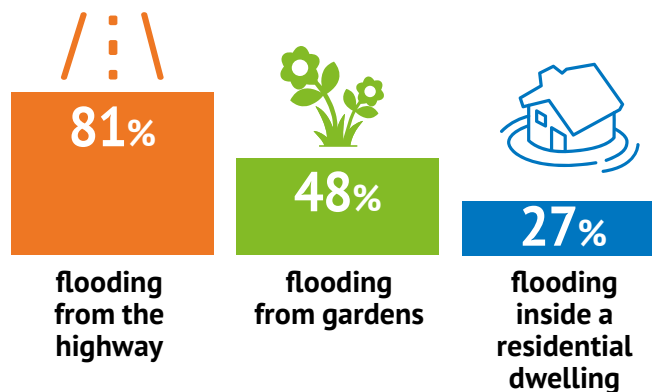 81%
flooding
from the
highway
48%
flooding
from gardens
27%
flooding
inside a
residential
dwelling